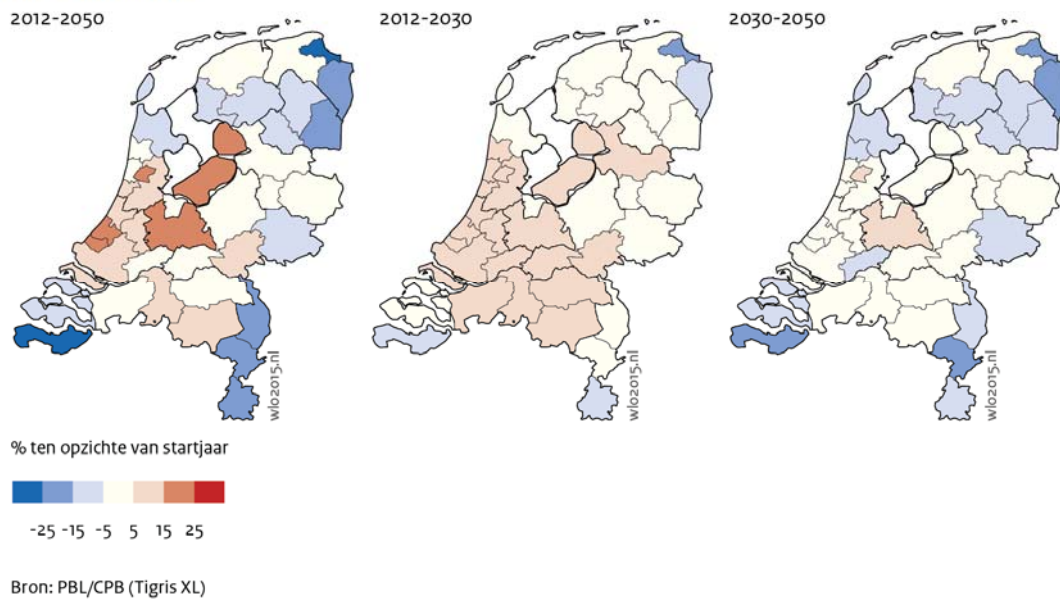 2012-2050
2012-2030
2030-2050
wlo2015.nl
wlo2015.nl
wlo2015.nl
% ten opzichte van startjaar
-25 -15 -5 5 15 25
Bron: PBL/CPB (Tigris XL)